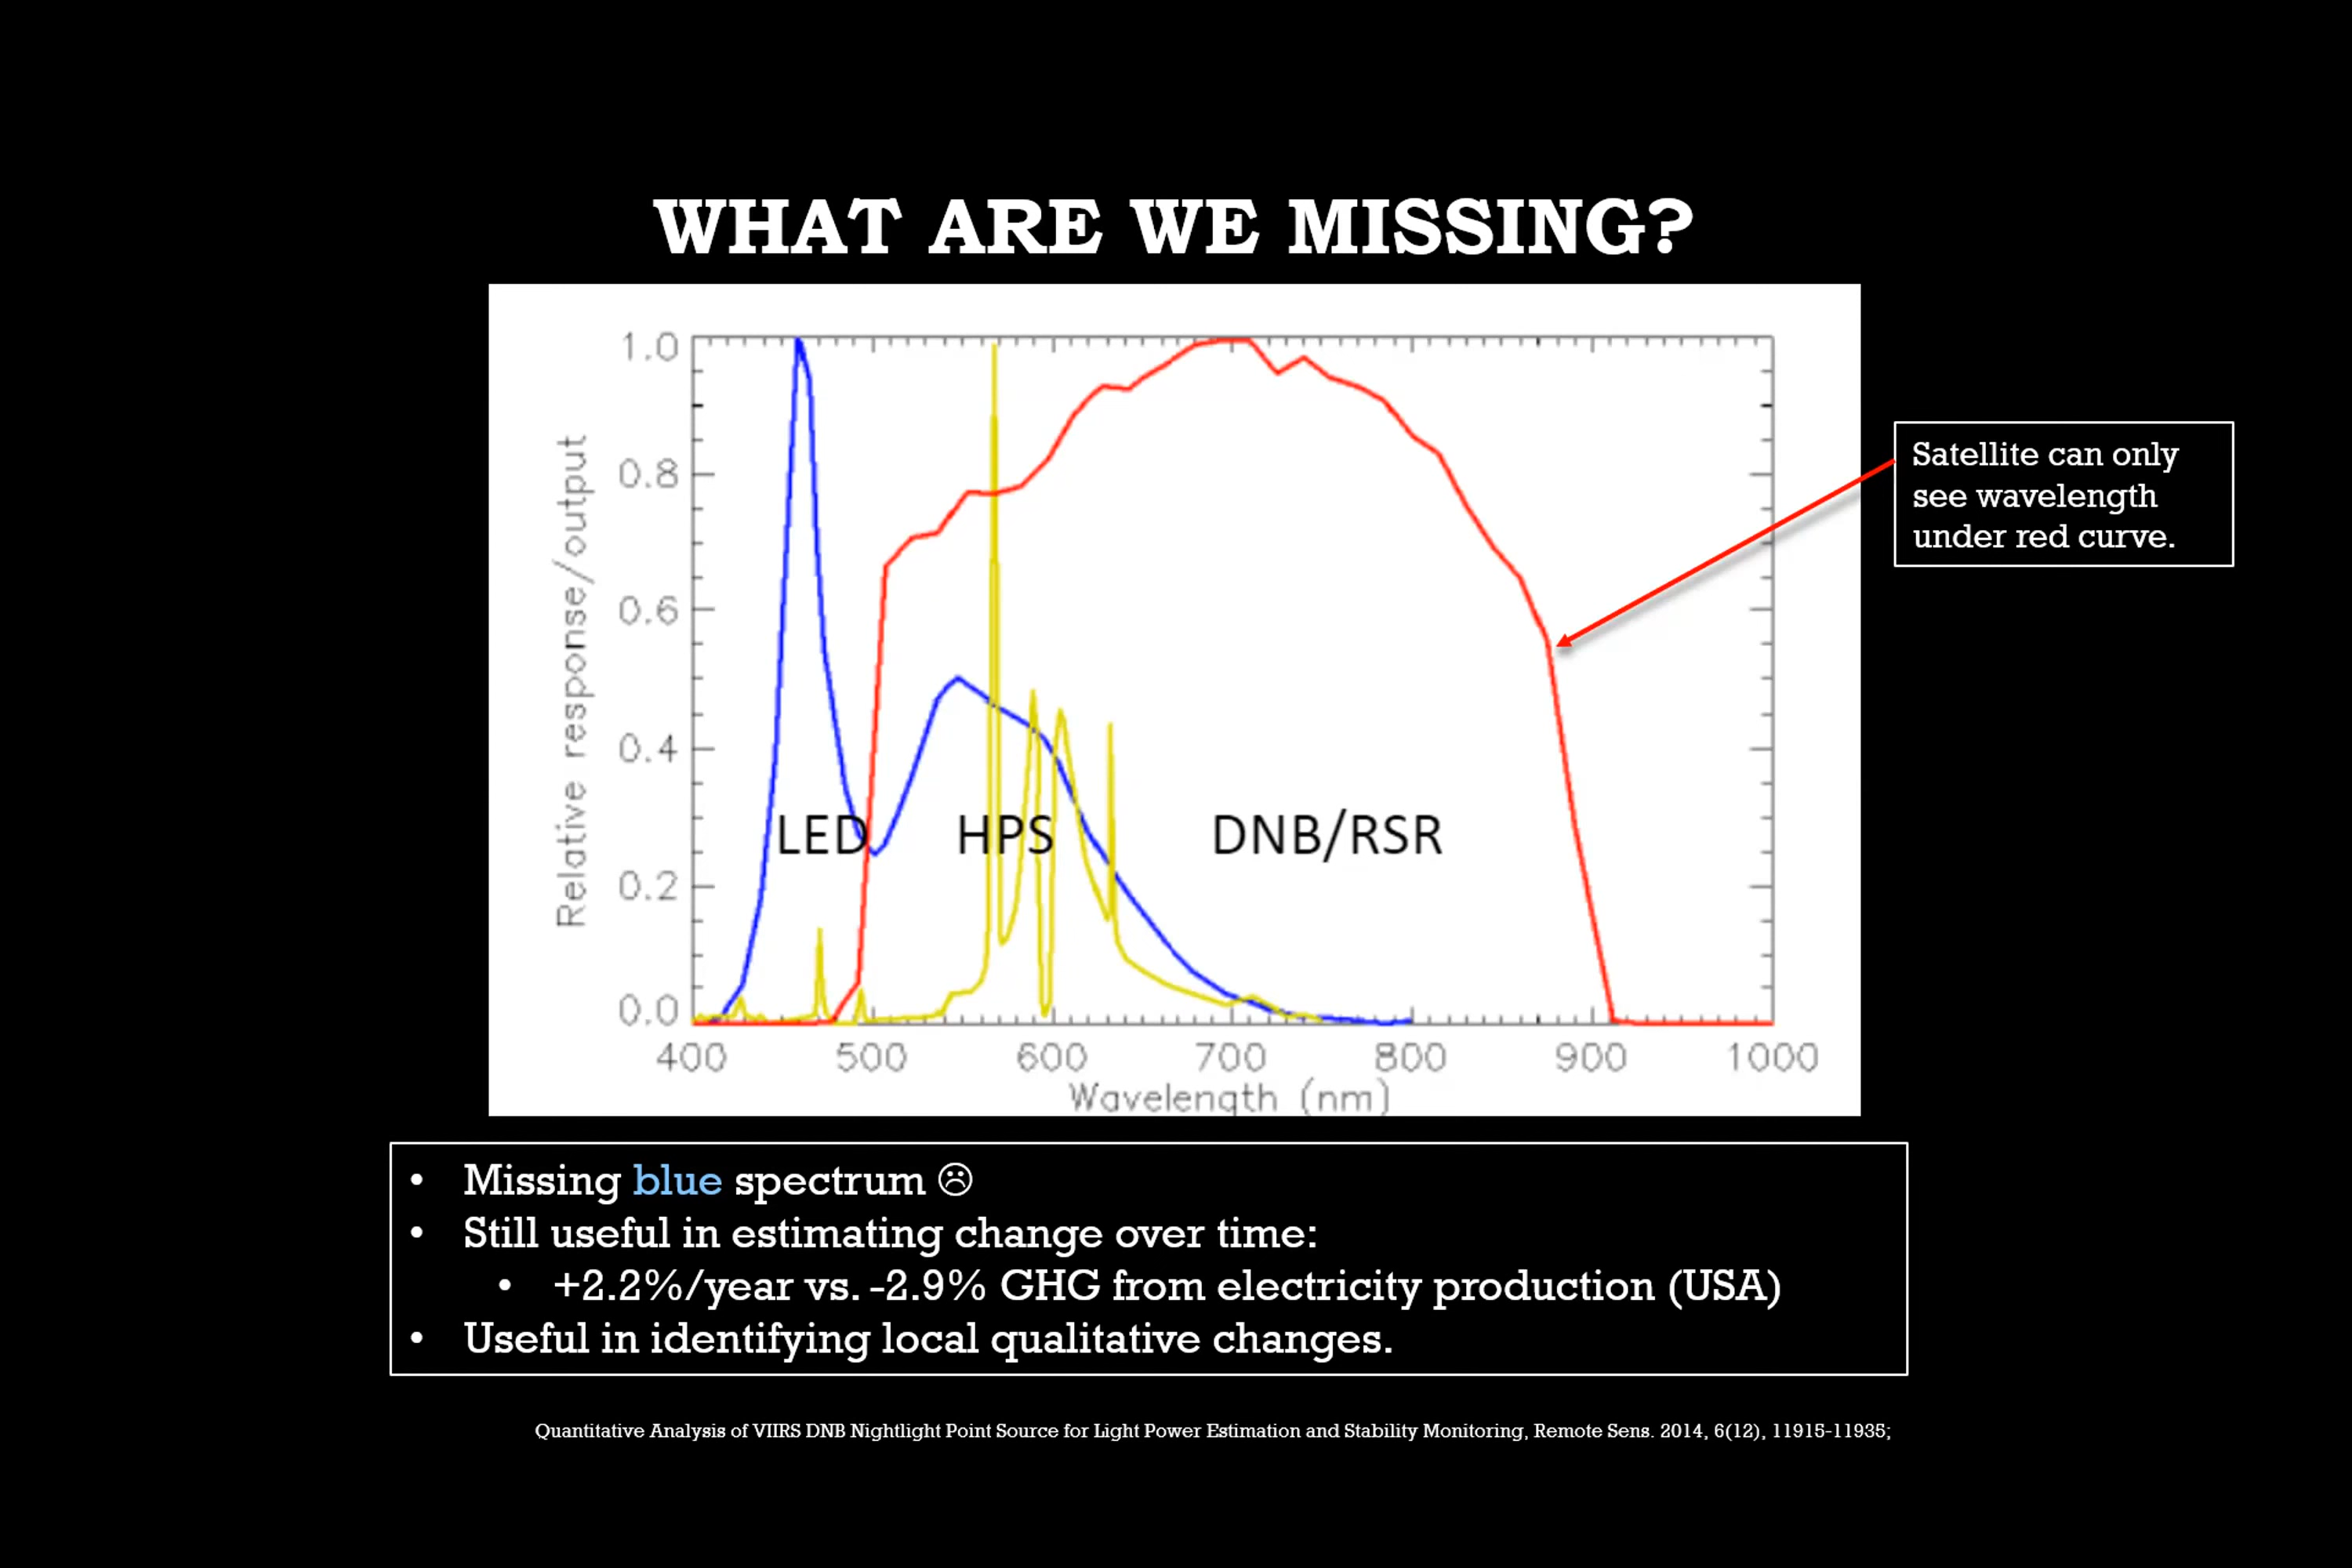 WHAT ARE WE MISSING?
1.0
0.8
0.6
0.4
0.2
0.0
Relative response/output
LED
HPS
DNB/RSR
400 500 600 700 800 900 1000
Wavelength (nm)
Satellite can only
see wavelength
under red curve.
• Missing blue spectrum ☹
• Still useful in estimating change over time:
• +2.2%/year vs. -2.9% GHG from electricity production (USA)
• Useful in identifying local qualitative changes.
Quantitative Analysis of VIIRS DNB Nightlight Point Source for Light Power Estimation and Stability Monitoring, Remote Sens. 2014, 6(12), 11915-11935;